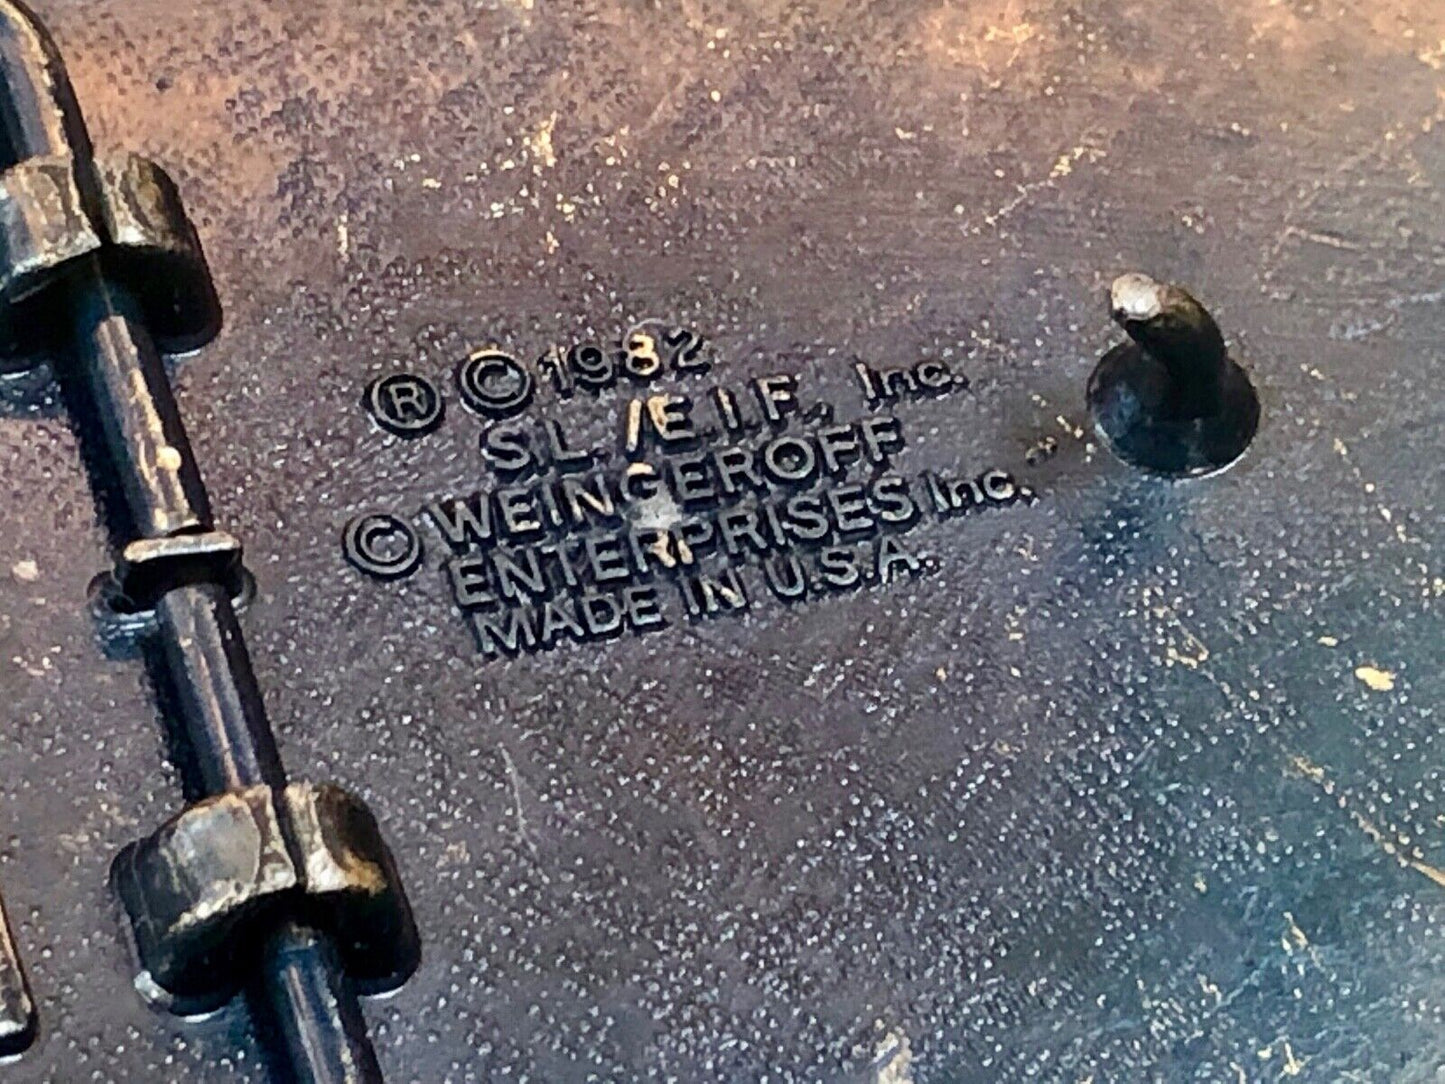 ® © 1982
S.L. /E.I.F., Inc.
© WEINGEROFF
ENTERPRISES Inc.
MADE IN U.S.A.